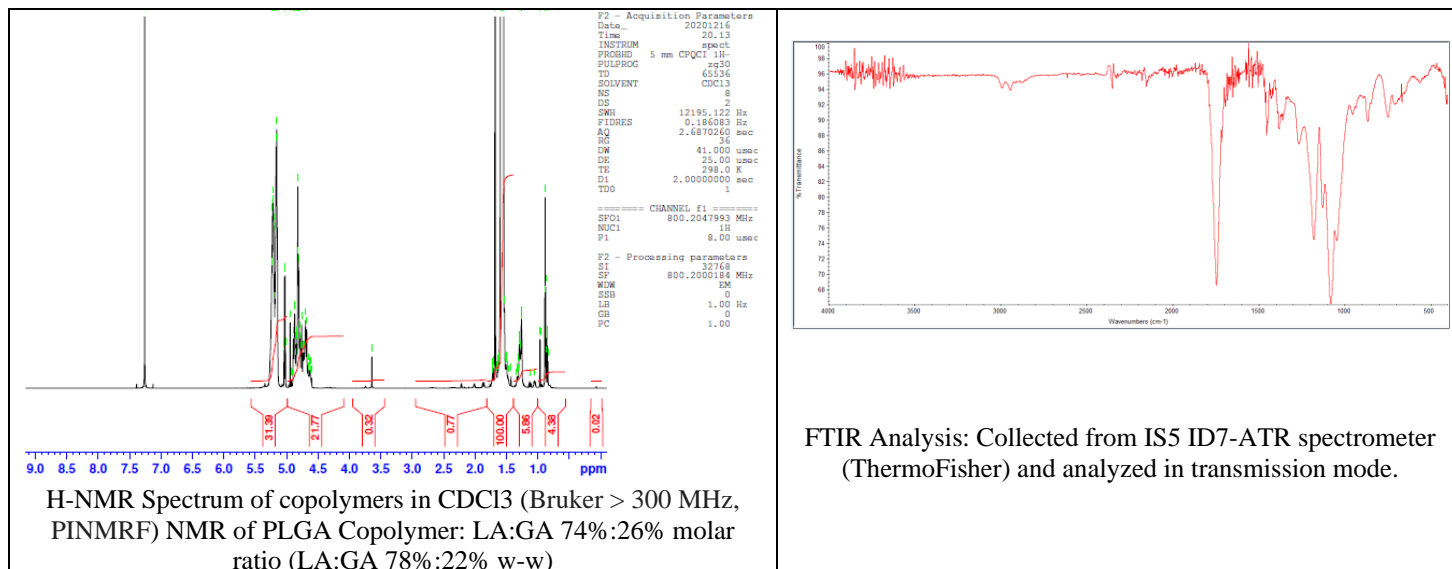 F2 - Acquisition Parameters
Date_ 20201216
Time 20.13
INSTRUM spect
PROBHD 5 mm CPQCI 1H-
PULPROG zg30
TD 65536
SOLVENT CDCl3
NS 8
DS 2
SWH 12195.122 Hz
FIDRES 0.186083 Hz
AQ 2.6870260 sec
RG 36
DW 41.000 usec
DE 25.00 usec
TE 298.0 K
D1 2.00000000 sec
TD0 1
======== CHANNEL f1 ========
SFO1 800.2047993 MHz
NUC1 1H
P1 8.00 usec
F2 - Processing parameters
SI 32768
SF 800.2000184 MHz
WDW EM
SSB 0
LB 1.00 Hz
GB 0
PC 1.00
31.39 21.77 0.32 0.77 100.00 5.86 4.38 0.02
9.0 8.5 8.0 7.5 7.0 6.5 6.0 5.5 5.0 4.5 4.0 3.5 3.0 2.5 2.0 1.5 1.0 ppm
H-NMR Spectrum of copolymers in CDCl3 (Bruker > 300 MHz,
PINMRF) NMR of PLGA Copolymer: LA:GA 74%:26% molar
ratio (LA:GA 78%:22% w-w)
100
98
96
94
92
90
88
86
84
82
80
78
76
74
72
70
68
%Transmittance
4000 3500 3000 2500 2000 1500 1000 500
Wavenumbers (cm-1)
FTIR Analysis: Collected from IS5 ID7-ATR spectrometer
(ThermoFisher) and analyzed in transmission mode.